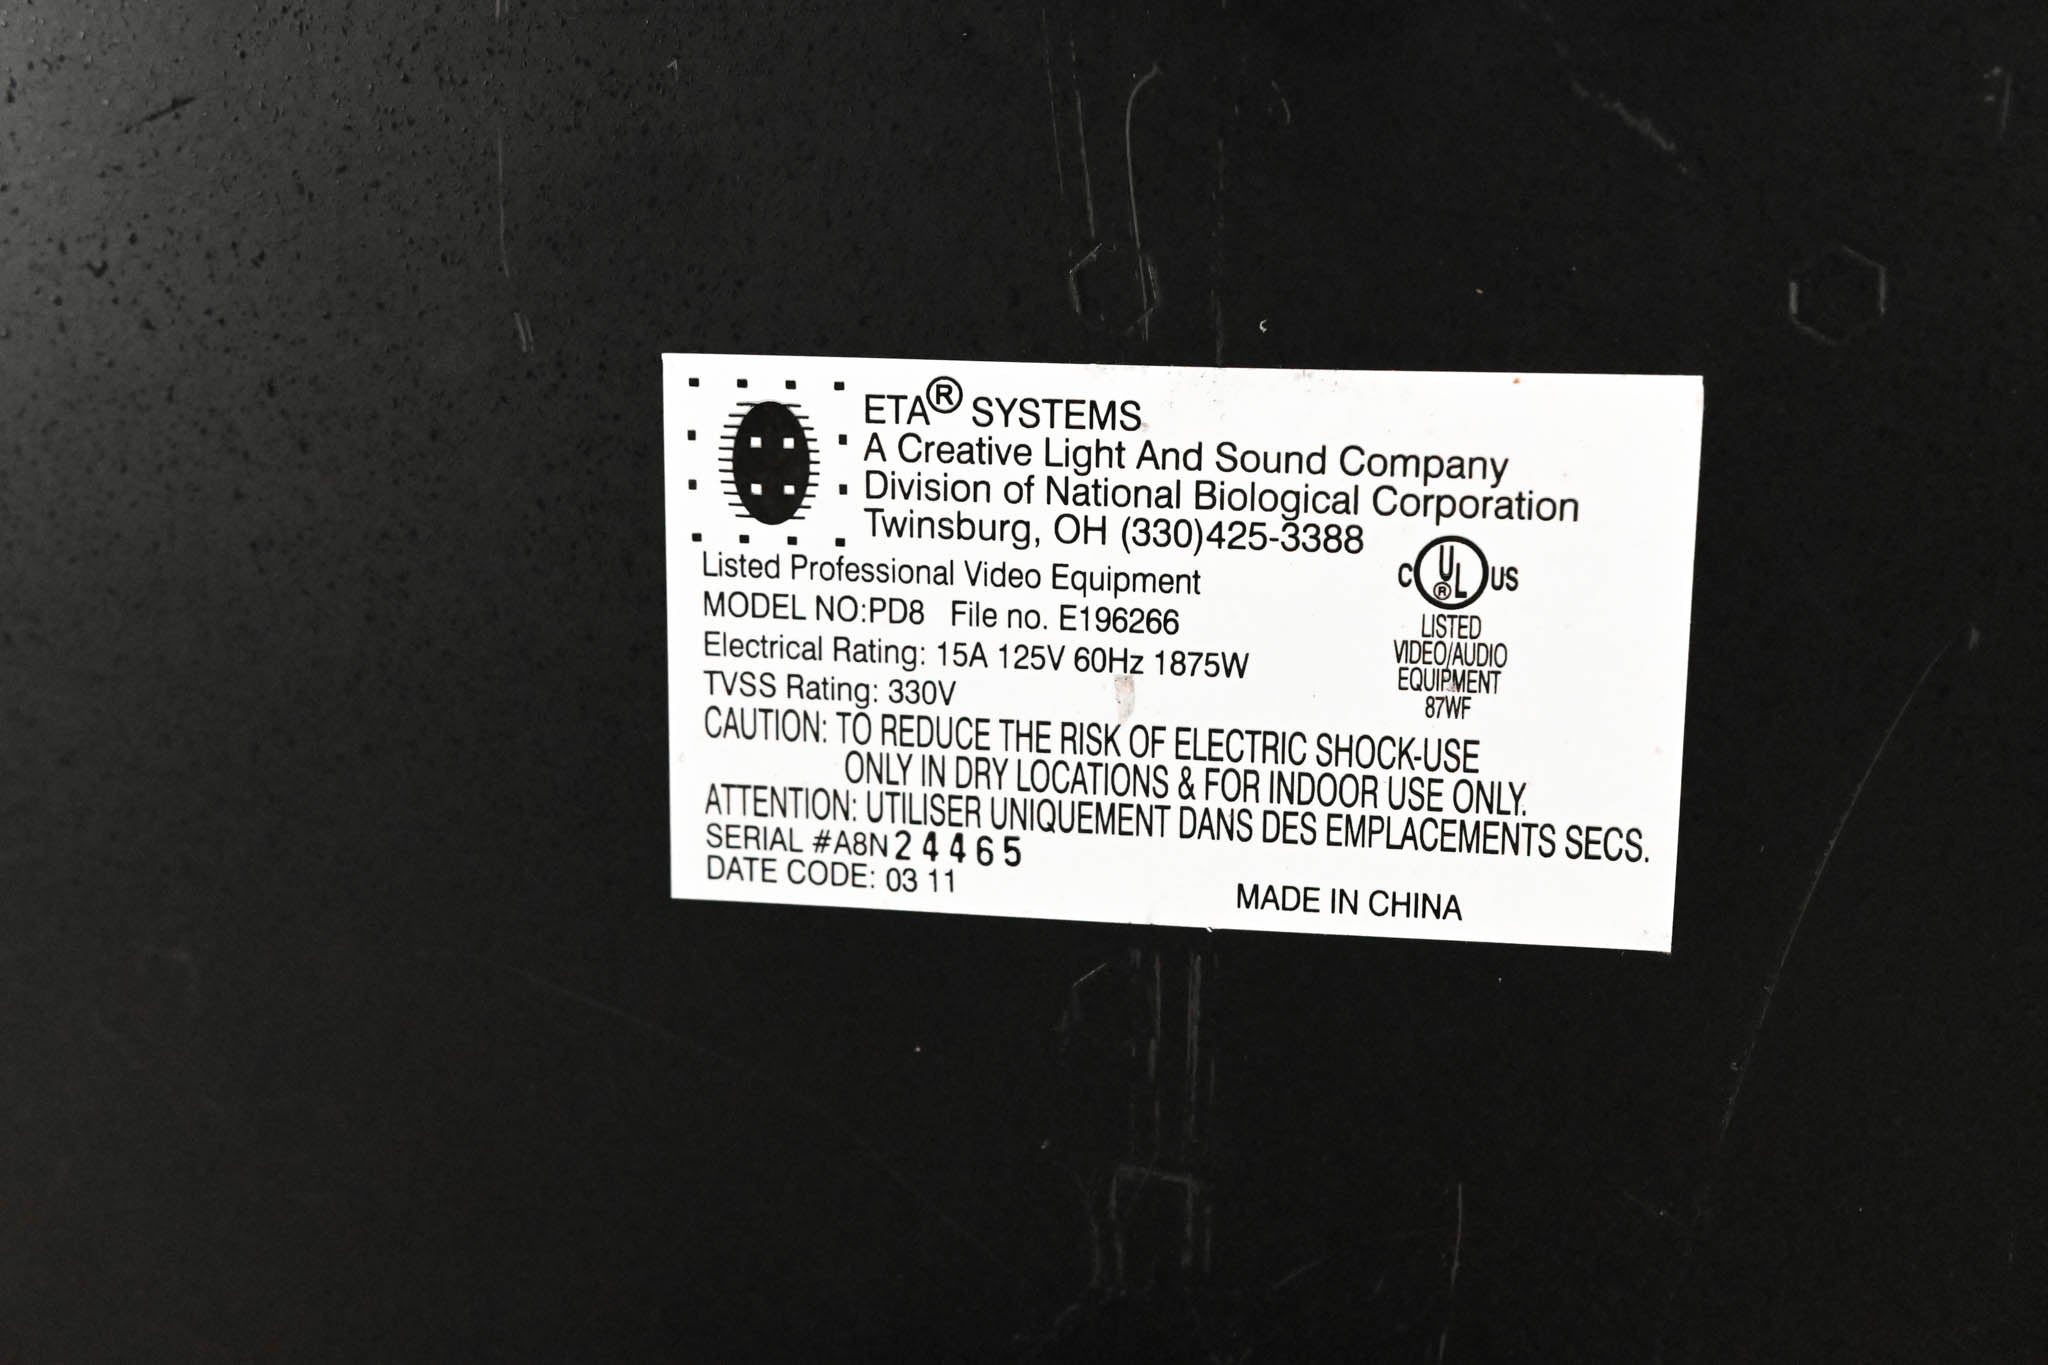 ETA® SYSTEMS
A Creative Light And Sound Company
Division of National Biological Corporation
Twinsburg, OH (330)425-3388
Listed Professional Video Equipment
MODEL NO:PD8 File no. E196266
Electrical Rating: 15A 125V 60Hz 1875W
TVSS Rating: 330V
C UL® US
LISTED
VIDEO/AUDIO
EQUIPMENT
87WF
CAUTION: TO REDUCE THE RISK OF ELECTRIC SHOCK-USE
ONLY IN DRY LOCATIONS & FOR INDOOR USE ONLY.
ATTENTION: UTILISER UNIQUEMENT DANS DES EMPLACEMENTS SECS.
SERIAL #A8N24465
DATE CODE: 03 11
MADE IN CHINA